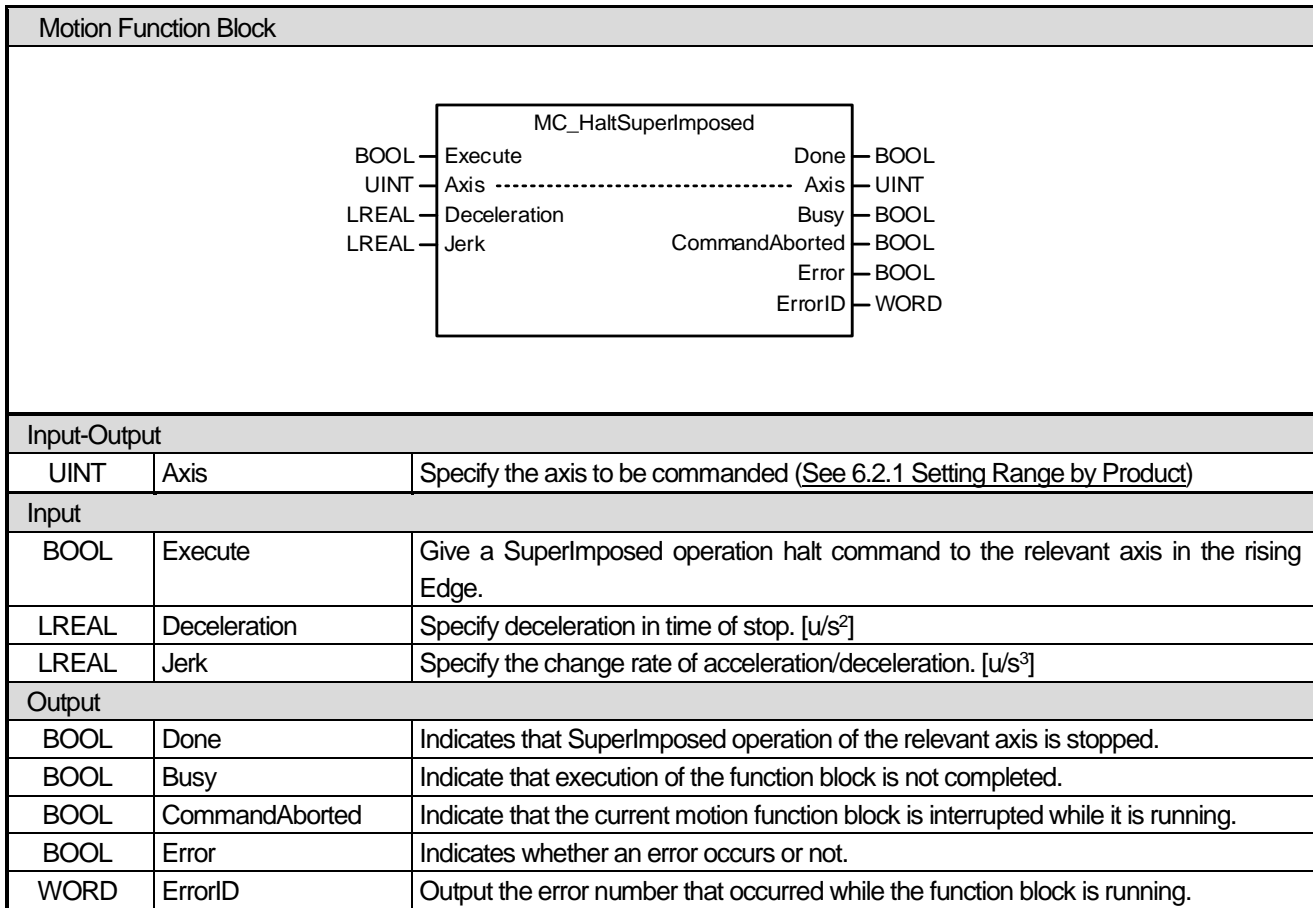 Motion Function Block
MC_HaltSuperImposed
BOOL Execute Done BOOL
UINT Axis Axis UINT
LREAL Deceleration Busy BOOL
LREAL Jerk CommandAborted BOOL
Error BOOL
ErrorID WORD
Input-Output
UINT Axis Specify the axis to be commanded (See 6.2.1 Setting Range by Product)
Input
BOOL Execute Give a SuperImposed operation halt command to the relevant axis in the rising
Edge.
LREAL Deceleration Specify deceleration in time of stop. [u/s²]
LREAL Jerk Specify the change rate of acceleration/deceleration. [u/s³]
Output
BOOL Done Indicates that SuperImposed operation of the relevant axis is stopped.
BOOL Busy Indicate that execution of the function block is not completed.
BOOL CommandAborted Indicate that the current motion function block is interrupted while it is running.
BOOL Error Indicates whether an error occurs or not.
WORD ErrorID Output the error number that occurred while the function block is running.